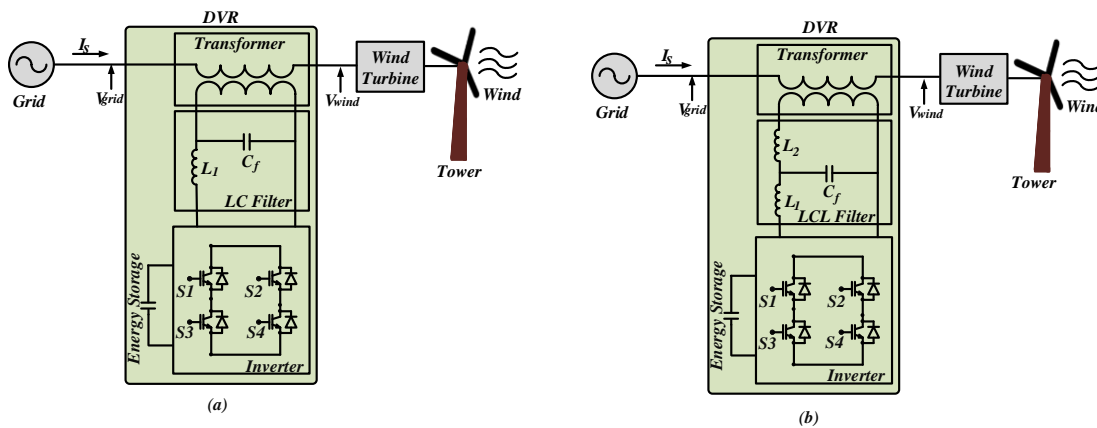 DVR
Transformer
I_S
Grid
V_grid
V_wind
Wind
Turbine
Wind
Tower
L_1
C_f
LC Filter
Energy Storage
S1
S2
S3
S4
Inverter
(a)
DVR
Transformer
I_S
Grid
V_grid
V_wind
Wind
Turbine
Wind
Tower
L_2
C_f
L_1
LCL Filter
Energy Storage
S1
S2
S3
S4
Inverter
(b)